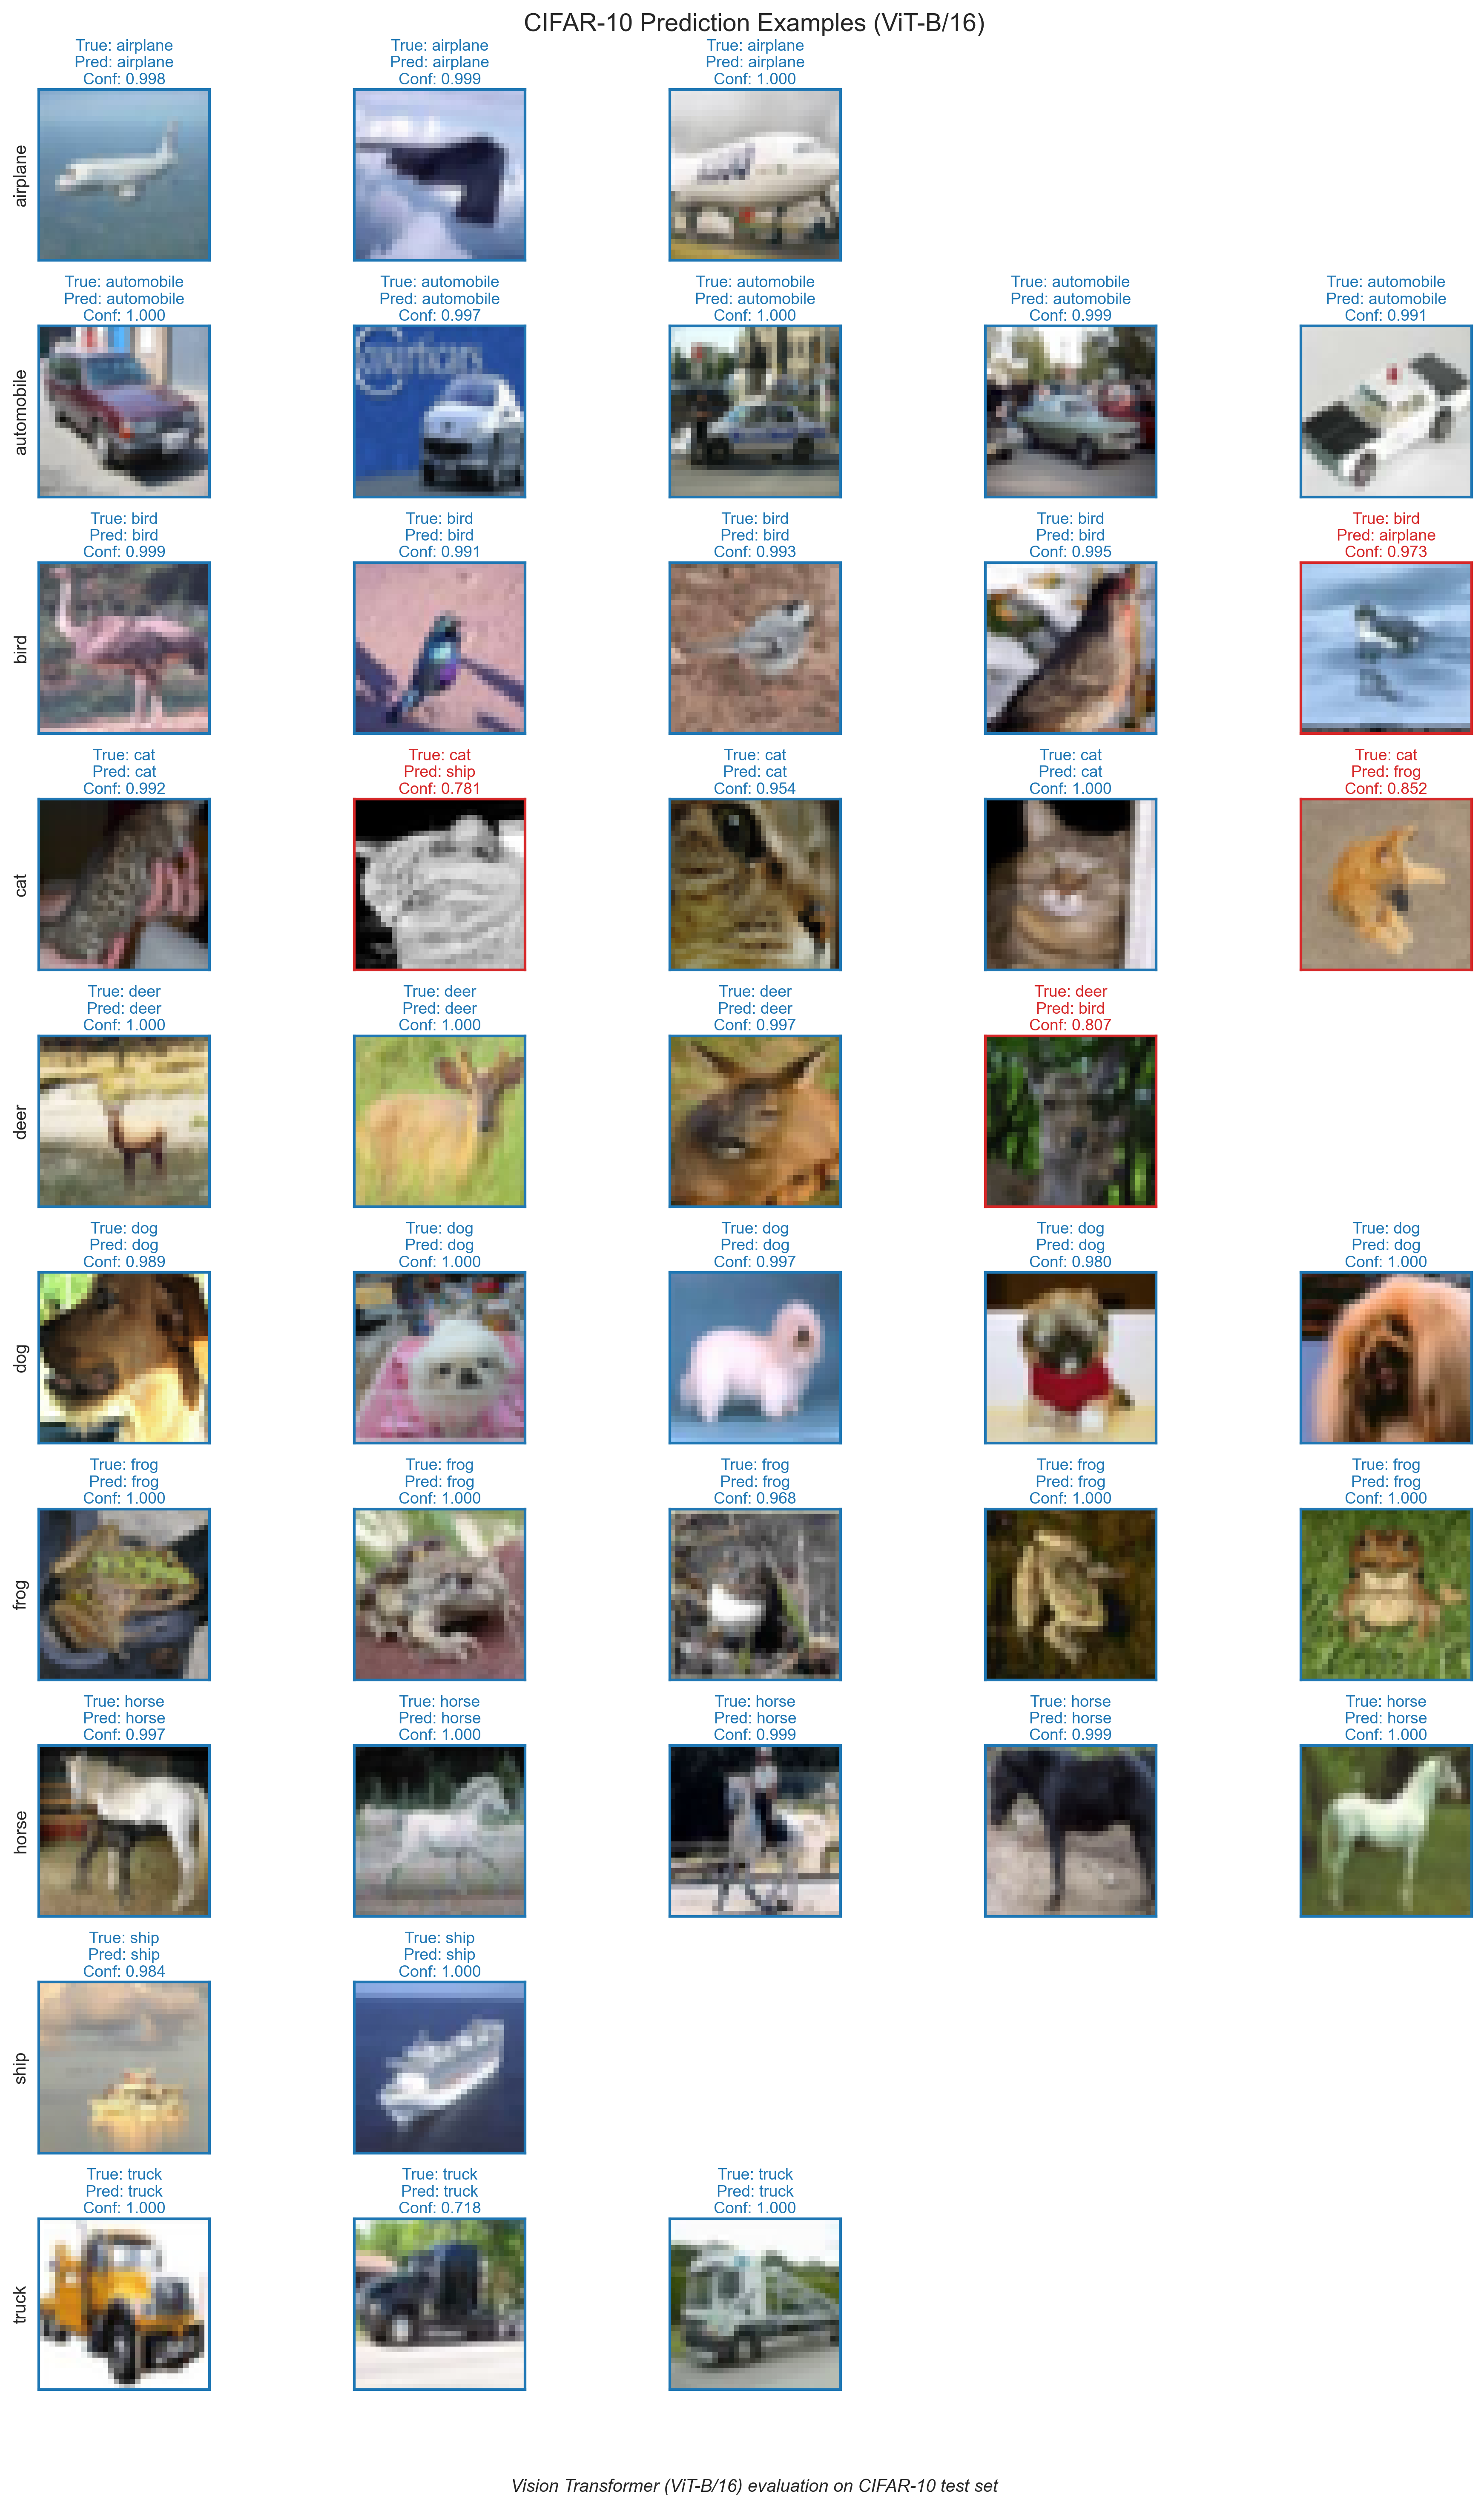 CIFAR-10 Prediction Examples (ViT-B/16)
True: airplane
Pred: airplane
Conf: 0.998
True: airplane
Pred: airplane
Conf: 0.999
True: airplane
Pred: airplane
Conf: 1.000
airplane
True: automobile
Pred: automobile
Conf: 1.000
True: automobile
Pred: automobile
Conf: 0.997
True: automobile
Pred: automobile
Conf: 1.000
True: automobile
Pred: automobile
Conf: 0.999
True: automobile
Pred: automobile
Conf: 0.991
automobile
True: bird
Pred: bird
Conf: 0.999
True: bird
Pred: bird
Conf: 0.991
True: bird
Pred: bird
Conf: 0.993
True: bird
Pred: bird
Conf: 0.995
True: bird
Pred: airplane
Conf: 0.973
bird
True: cat
Pred: cat
Conf: 0.992
True: cat
Pred: ship
Conf: 0.781
True: cat
Pred: cat
Conf: 0.954
True: cat
Pred: cat
Conf: 1.000
True: cat
Pred: frog
Conf: 0.852
cat
True: deer
Pred: deer
Conf: 1.000
True: deer
Pred: deer
Conf: 1.000
True: deer
Pred: deer
Conf: 0.997
True: deer
Pred: bird
Conf: 0.807
deer
True: dog
Pred: dog
Conf: 0.989
True: dog
Pred: dog
Conf: 1.000
True: dog
Pred: dog
Conf: 0.997
True: dog
Pred: dog
Conf: 0.980
True: dog
Pred: dog
Conf: 1.000
dog
True: frog
Pred: frog
Conf: 1.000
True: frog
Pred: frog
Conf: 1.000
True: frog
Pred: frog
Conf: 0.968
True: frog
Pred: frog
Conf: 1.000
True: frog
Pred: frog
Conf: 1.000
frog
True: horse
Pred: horse
Conf: 0.997
True: horse
Pred: horse
Conf: 1.000
True: horse
Pred: horse
Conf: 0.999
True: horse
Pred: horse
Conf: 0.999
True: horse
Pred: horse
Conf: 1.000
horse
True: ship
Pred: ship
Conf: 0.984
True: ship
Pred: ship
Conf: 1.000
ship
True: truck
Pred: truck
Conf: 1.000
True: truck
Pred: truck
Conf: 0.718
True: truck
Pred: truck
Conf: 1.000
truck
Vision Transformer (ViT-B/16) evaluation on CIFAR-10 test set